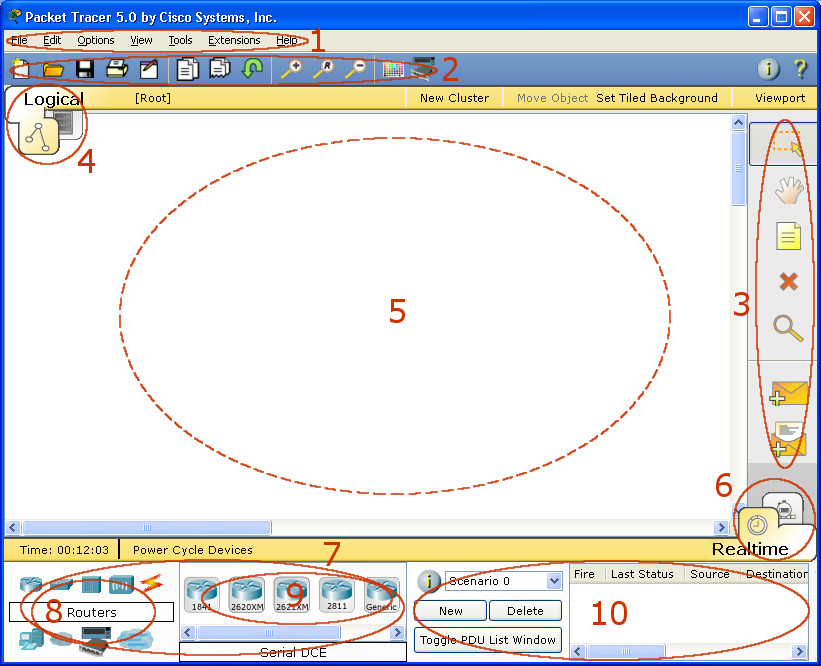 Packet Tracer 5.0 by Cisco Systems, Inc.
File Edit Options View Tools Extensions Help 1
2
Logical [Root] New Cluster Move Object Set Tiled Background Viewport
4
3
5
6
Time: 00:12:03 Power Cycle Devices 7 Realtime
8 Routers
1841 2620XM 2621XM 2811 Generic
9
Serial DCE
Scenario 0
New Delete
Toggle PDU List Window
Fire Last Status Source Destination
10